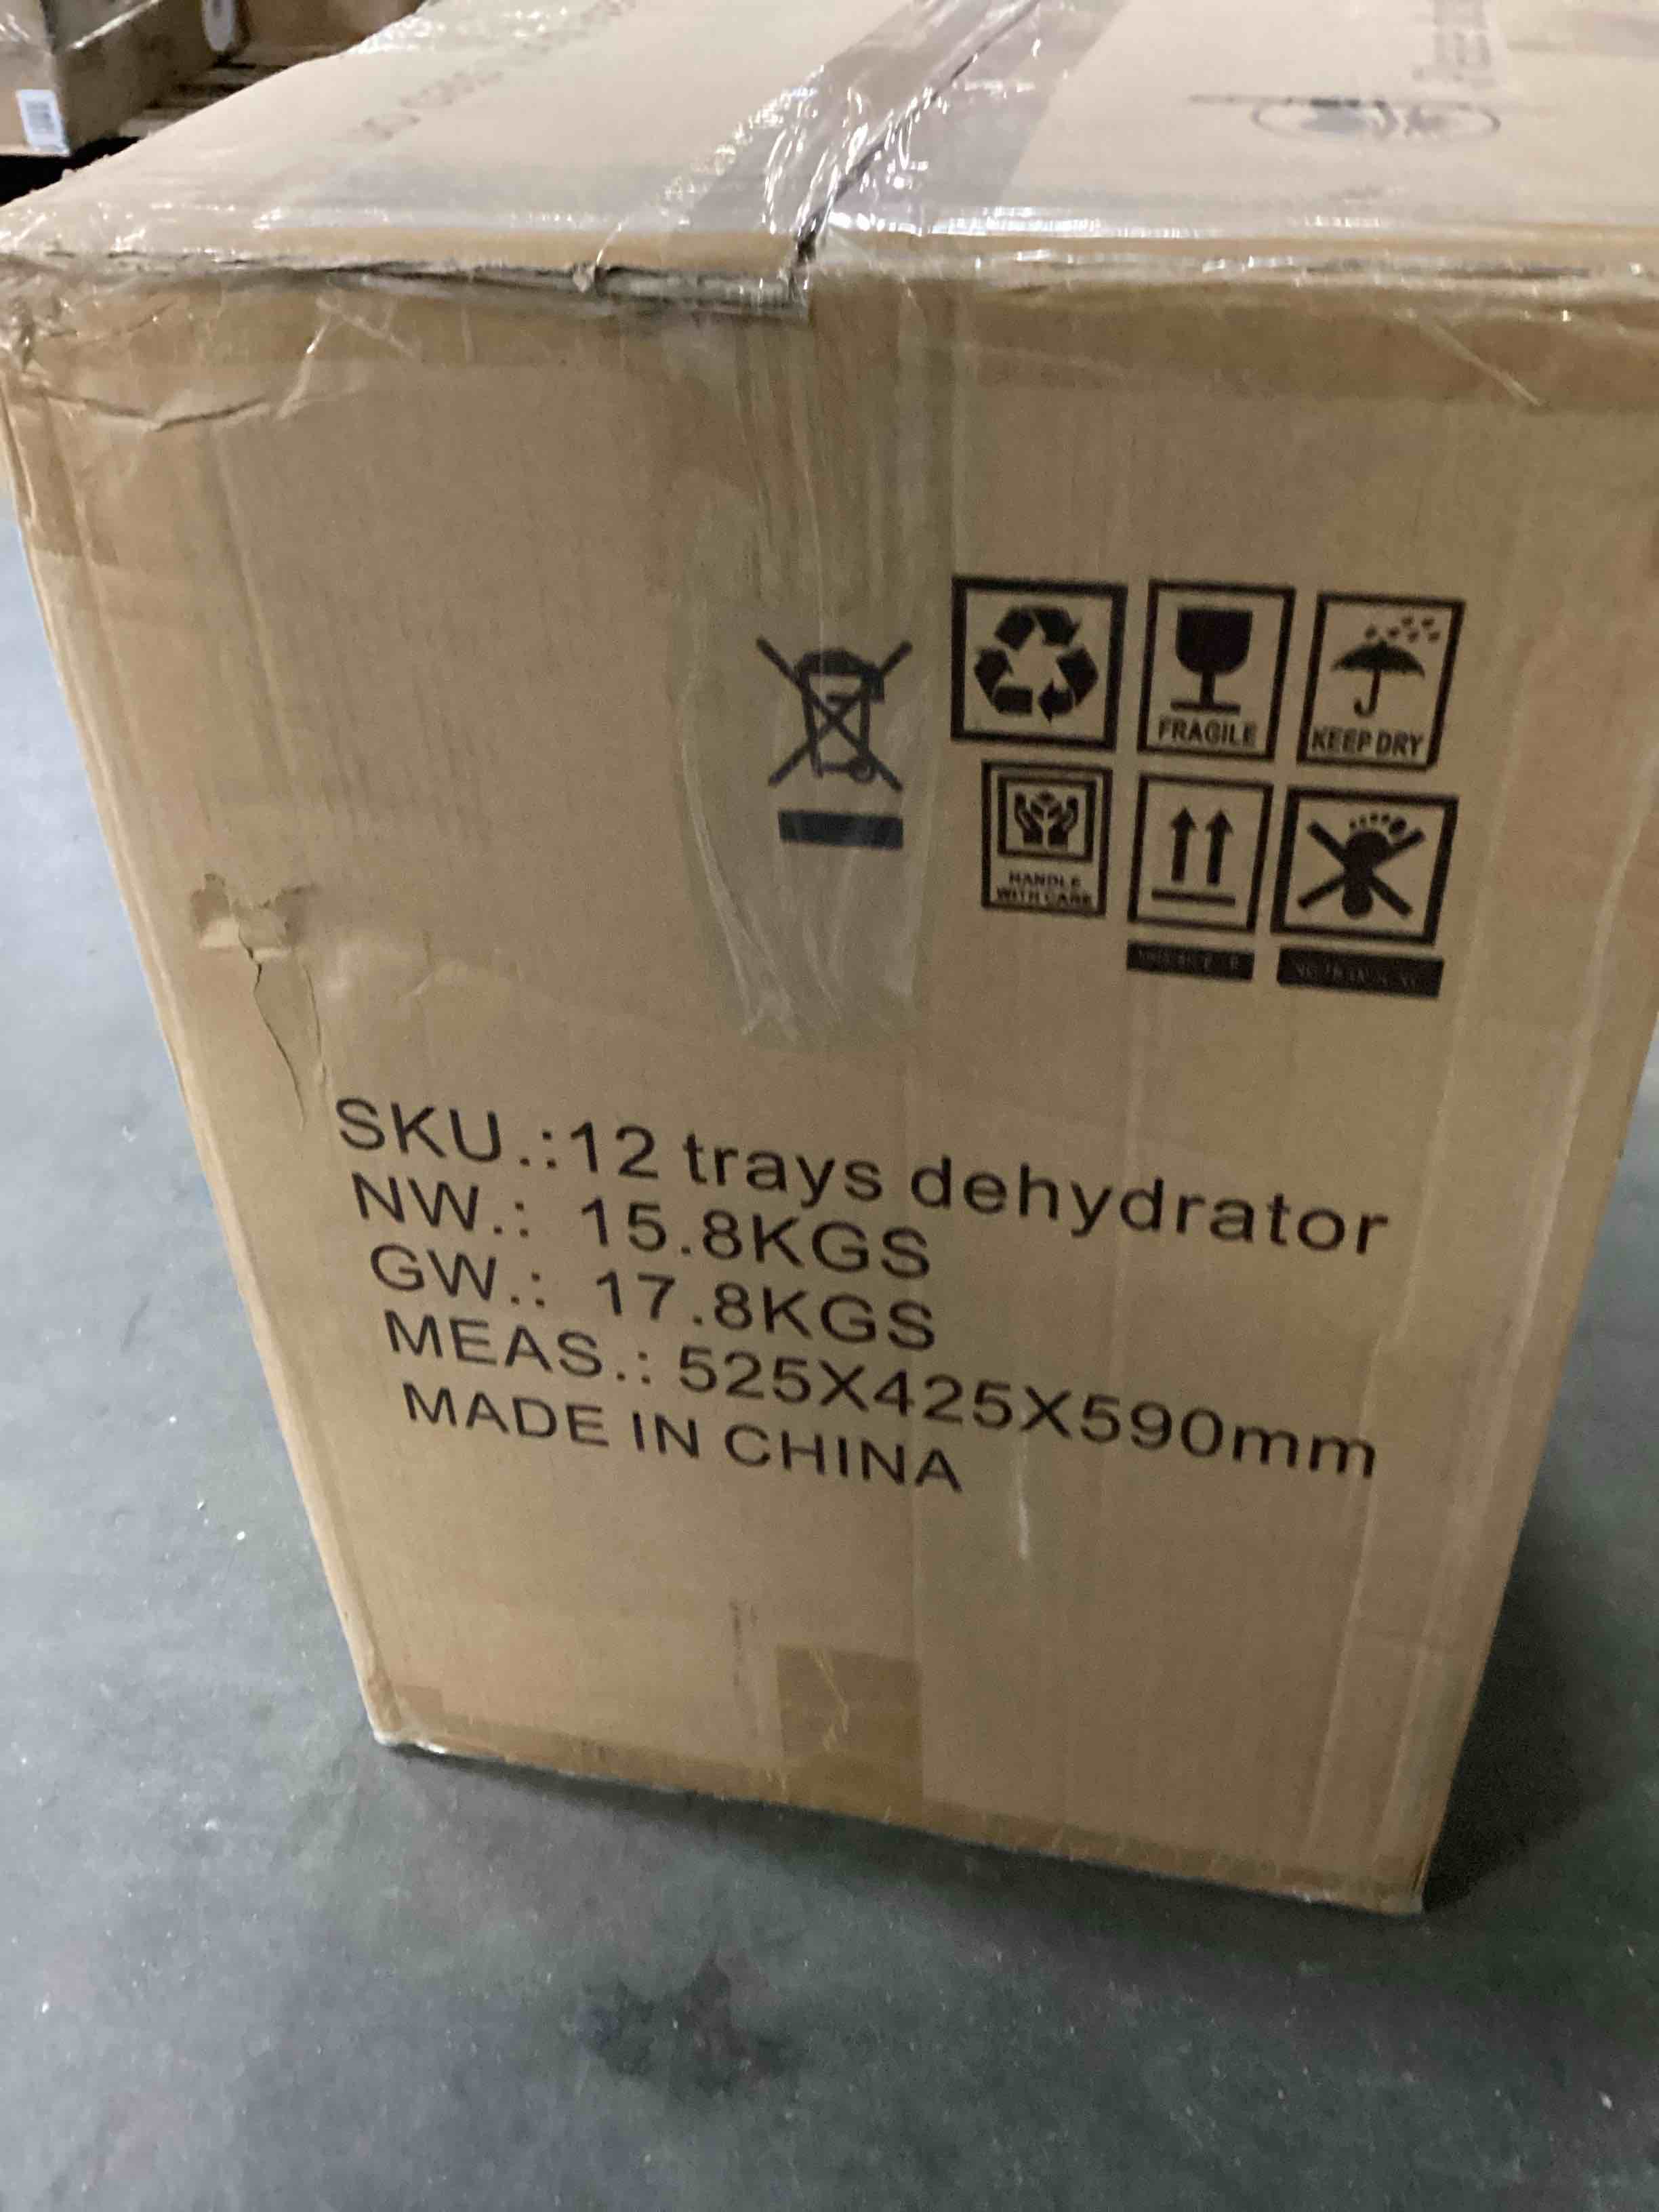 FRAGILE
KEEP DRY
HANDLE
WITH CARE
SKU.:12 trays dehydrator
NW.: 15.8KGS
GW.: 17.8KGS
MEAS.: 525X425X590mm
MADE IN CHINA